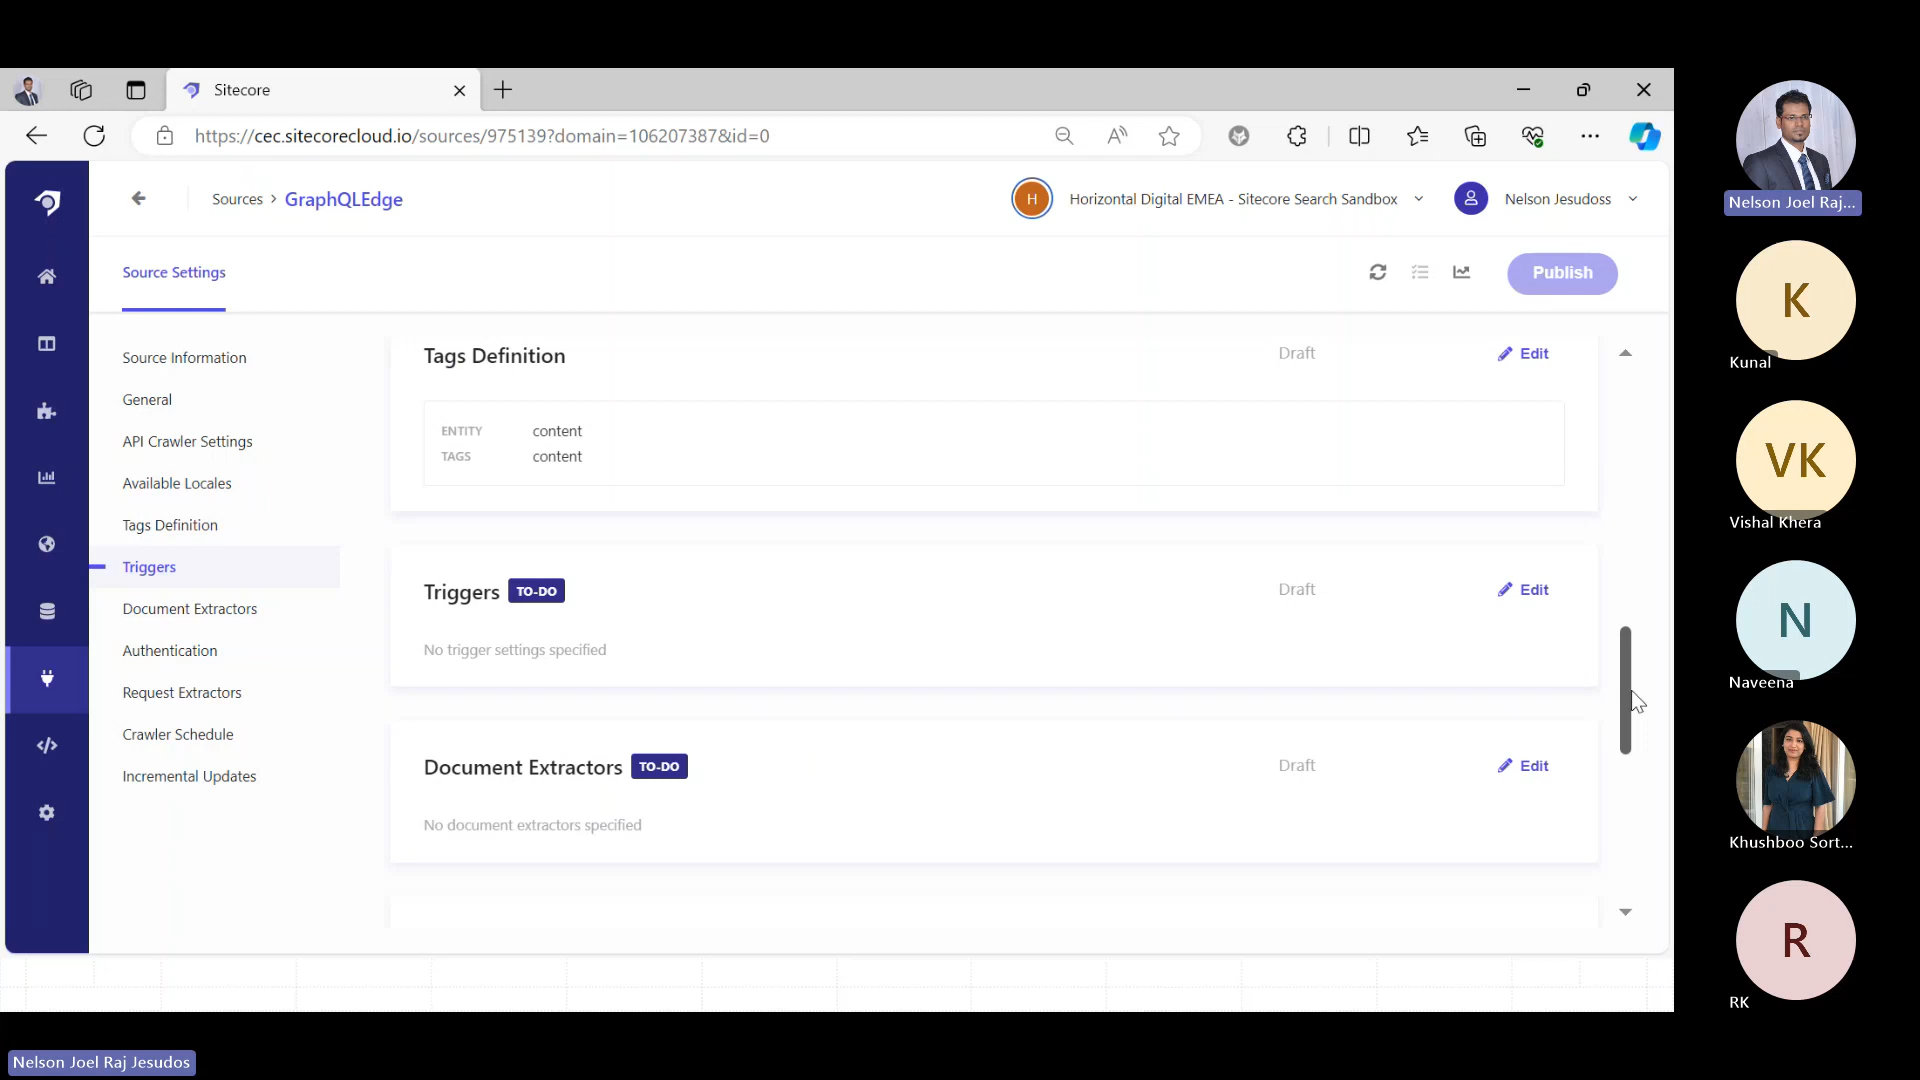 Sitecore
https://cec.sitecorecloud.io/sources/975139?domain=106207387&id=0
Sources > GraphQLEdge
H
Horizontal Digital EMEA - Sitecore Search Sandbox
Nelson Jesudoss
Source Settings
Publish
Source Information
General
API Crawler Settings
Available Locales
Tags Definition
Triggers
Document Extractors
Authentication
Request Extractors
Crawler Schedule
Incremental Updates
Tags Definition
Draft
Edit
ENTITY content
TAGS content
Triggers TO-DO
Draft
Edit
No trigger settings specified
Document Extractors TO-DO
Draft
Edit
No document extractors specified
Nelson Joel Raj...
K
Kunal
VK
Vishal Khera
N
Naveena
Khushboo Sort...
R
RK
Nelson Joel Raj Jesudos